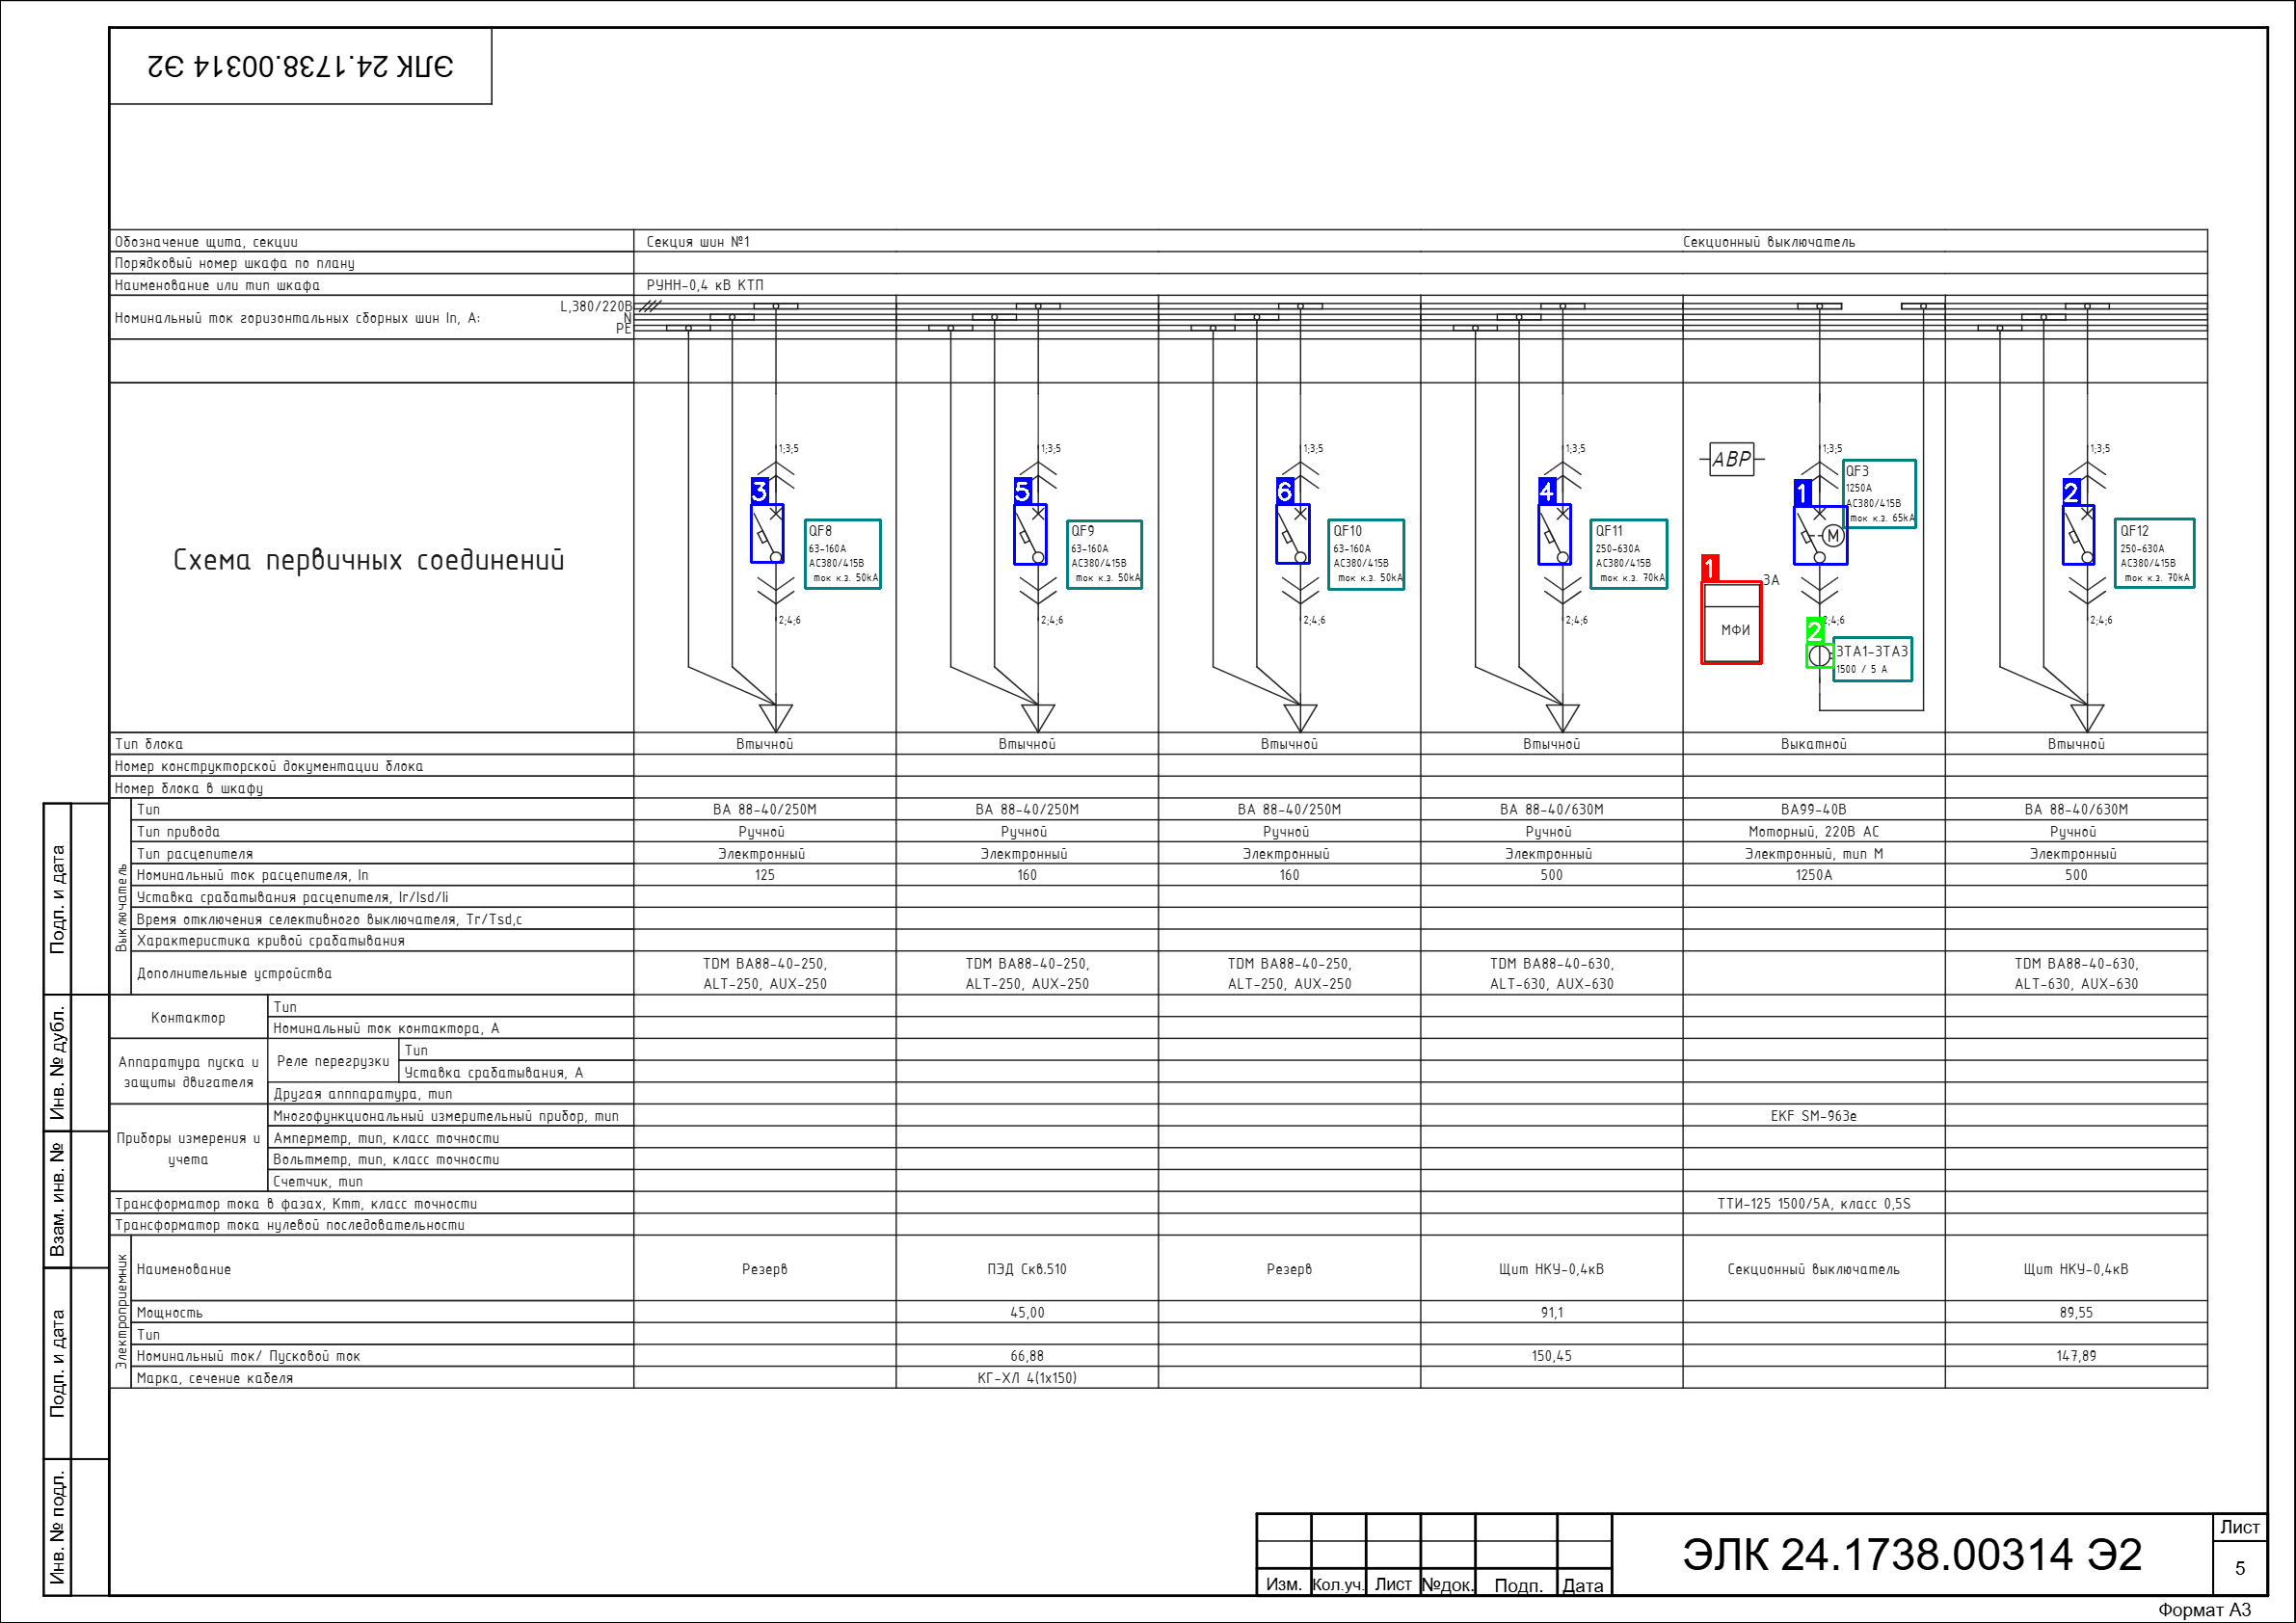 ЭЛК 24.1738.00314 Э2
Обозначение щита, секции Секция шин №1 Секционный выключатель
Порядковый номер шкафа по плану
Наименование или тип шкафа РУНН-0,4 кВ КТП
Номинальный ток горизонтальных сборных шин In, А: L,380/220В
N
PE
1;3;5 1;3;5 1;3;5 1;3;5 1;3;5 1;3;5
АВР
3 5 6 4 1 2
QF3
1250А
АС380/415В
ток к.з. 65kA
М
QF8 QF9 QF10 QF11 QF12
63-160А 63-160А 63-160А 250-630А 250-630А
АС380/415В АС380/415В АС380/415В АС380/415В АС380/415В
ток к.з. 50kA ток к.з. 50kA ток к.з. 50kA ток к.з. 70kA ток к.з. 70kA
Схема первичных соединений
1
3А
МФИ
2;4;6 2;4;6 2;4;6 2;4;6 2;4;6 2;4;6
2
3ТА1-3ТА3
1500 / 5 А
Тип блока Втычной Втычной Втычной Втычной Выкатной Втычной
Номер конструкторской документации блока
Номер блока в шкафу
Выключатель
Тип ВА 88-40/250М ВА 88-40/250М ВА 88-40/250М ВА 88-40/630М ВА99-40В ВА 88-40/630М
Тип привода Ручной Ручной Ручной Ручной Моторный, 220В АС Ручной
Тип расцепителя Электронный Электронный Электронный Электронный Электронный, тип М Электронный
Номинальный ток расцепителя, In 125 160 160 500 1250А 500
Уставка срабатывания расцепителя, Ir/Isd/Ii
Время отключения селективного выключателя, Tr/Tsd,с
Характеристика кривой срабатывания
Дополнительные устройства
TDM ВА88-40-250, TDM ВА88-40-250, TDM ВА88-40-250, TDM ВА88-40-630, TDM ВА88-40-630,
ALT-250, AUX-250 ALT-250, AUX-250 ALT-250, AUX-250 ALT-630, AUX-630 ALT-630, AUX-630
Контактор
Тип
Номинальный ток контактора, А
Аппаратура пуска и
защиты двигателя
Реле перегрузки
Тип
Уставка срабатывания, А
Другая апппаратура, тип
Приборы измерения и
учета
Многофункциональный измерительный прибор, тип EKF SM-963e
Амперметр, тип, класс точности
Вольтметр, тип, класс точности
Счетчик, тип
Трансформатор тока в фазах, Kтт, класс точности ТТИ-125 1500/5А, класс 0,5S
Трансформатор тока нулевой последовательности
Электроприемник
Наименование Резерв ПЭД Скв.510 Резерв Щит НКУ-0,4кВ Секционный выключатель Щит НКУ-0,4кВ
Мощность 45,00 91,1 89,55
Тип
Номинальный ток/ Пусковой ток 66,88 150,45 147,89
Марка, сечение кабеля КГ-ХЛ 4(1х150)
Подп. и дата
Инв. № дубл.
Взам. инв. №
Подп. и дата
Инв. № подл.
Изм. Кол.уч. Лист №док. Подп. Дата
ЭЛК 24.1738.00314 Э2
Лист
5
Формат А3